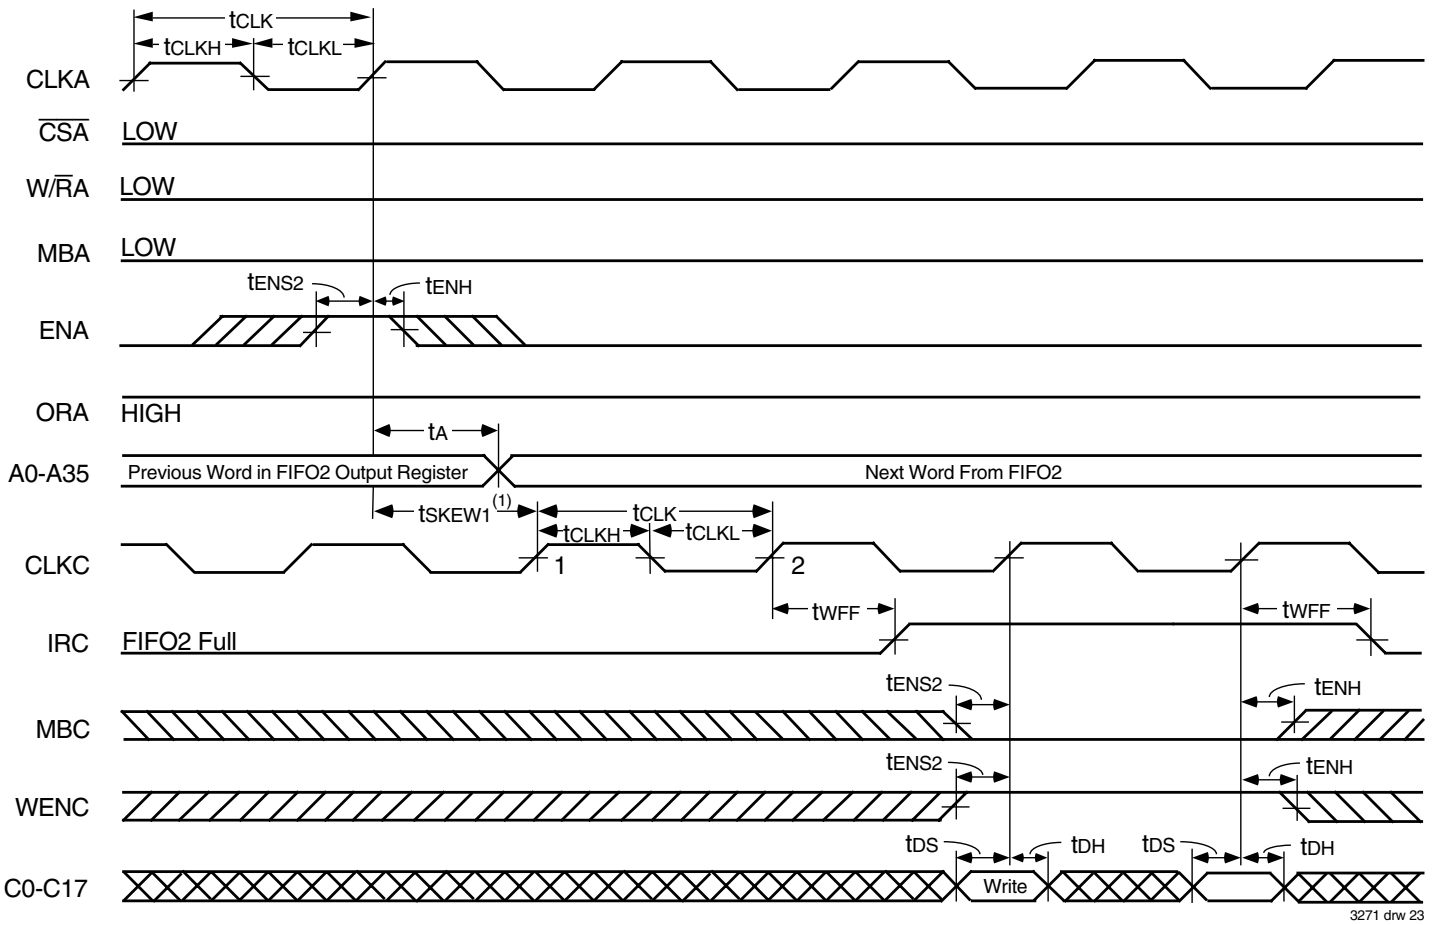 tCLK
tCLKH tCLKL
CLKA
CSA LOW
W/RA LOW
MBA LOW
tENS2 tENH
ENA
ORA HIGH
tA
A0-A35 Previous Word in FIFO2 Output Register Next Word From FIFO2
tSKEW1 (1) tCLK
tCLKH tCLKL
CLKC 1 2
tWFF tWFF
IRC FIFO2 Full
tENS2 tENH
MBC
tENS2 tENH
WENC
tDS tDH tDS tDH
C0-C17 Write
3271 drw 23